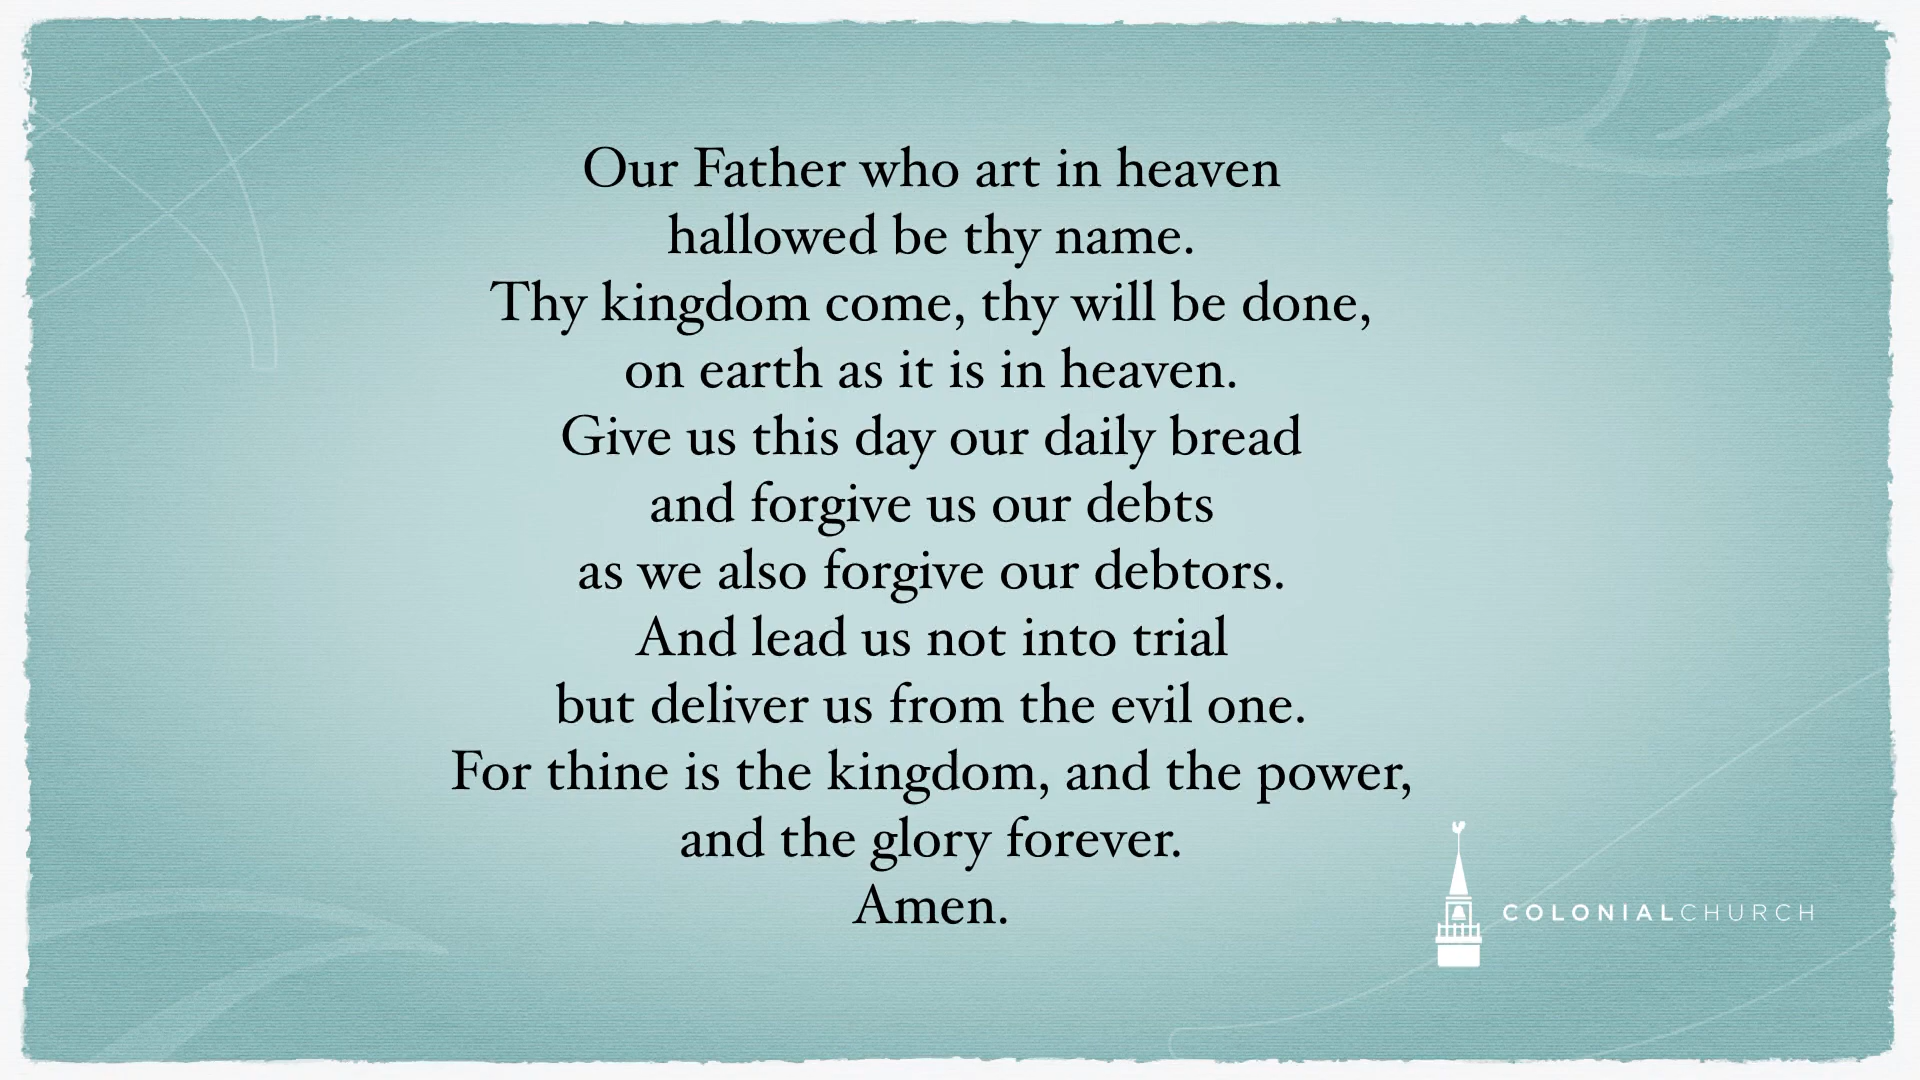 Our Father who art in heaven
hallowed be thy name.
Thy kingdom come, thy will be done,
on earth as it is in heaven.
Give us this day our daily bread
and forgive us our debts
as we also forgive our debtors.
And lead us not into trial
but deliver us from the evil one.
For thine is the kingdom, and the power,
and the glory forever.
Amen.
COLONIALCHURCH